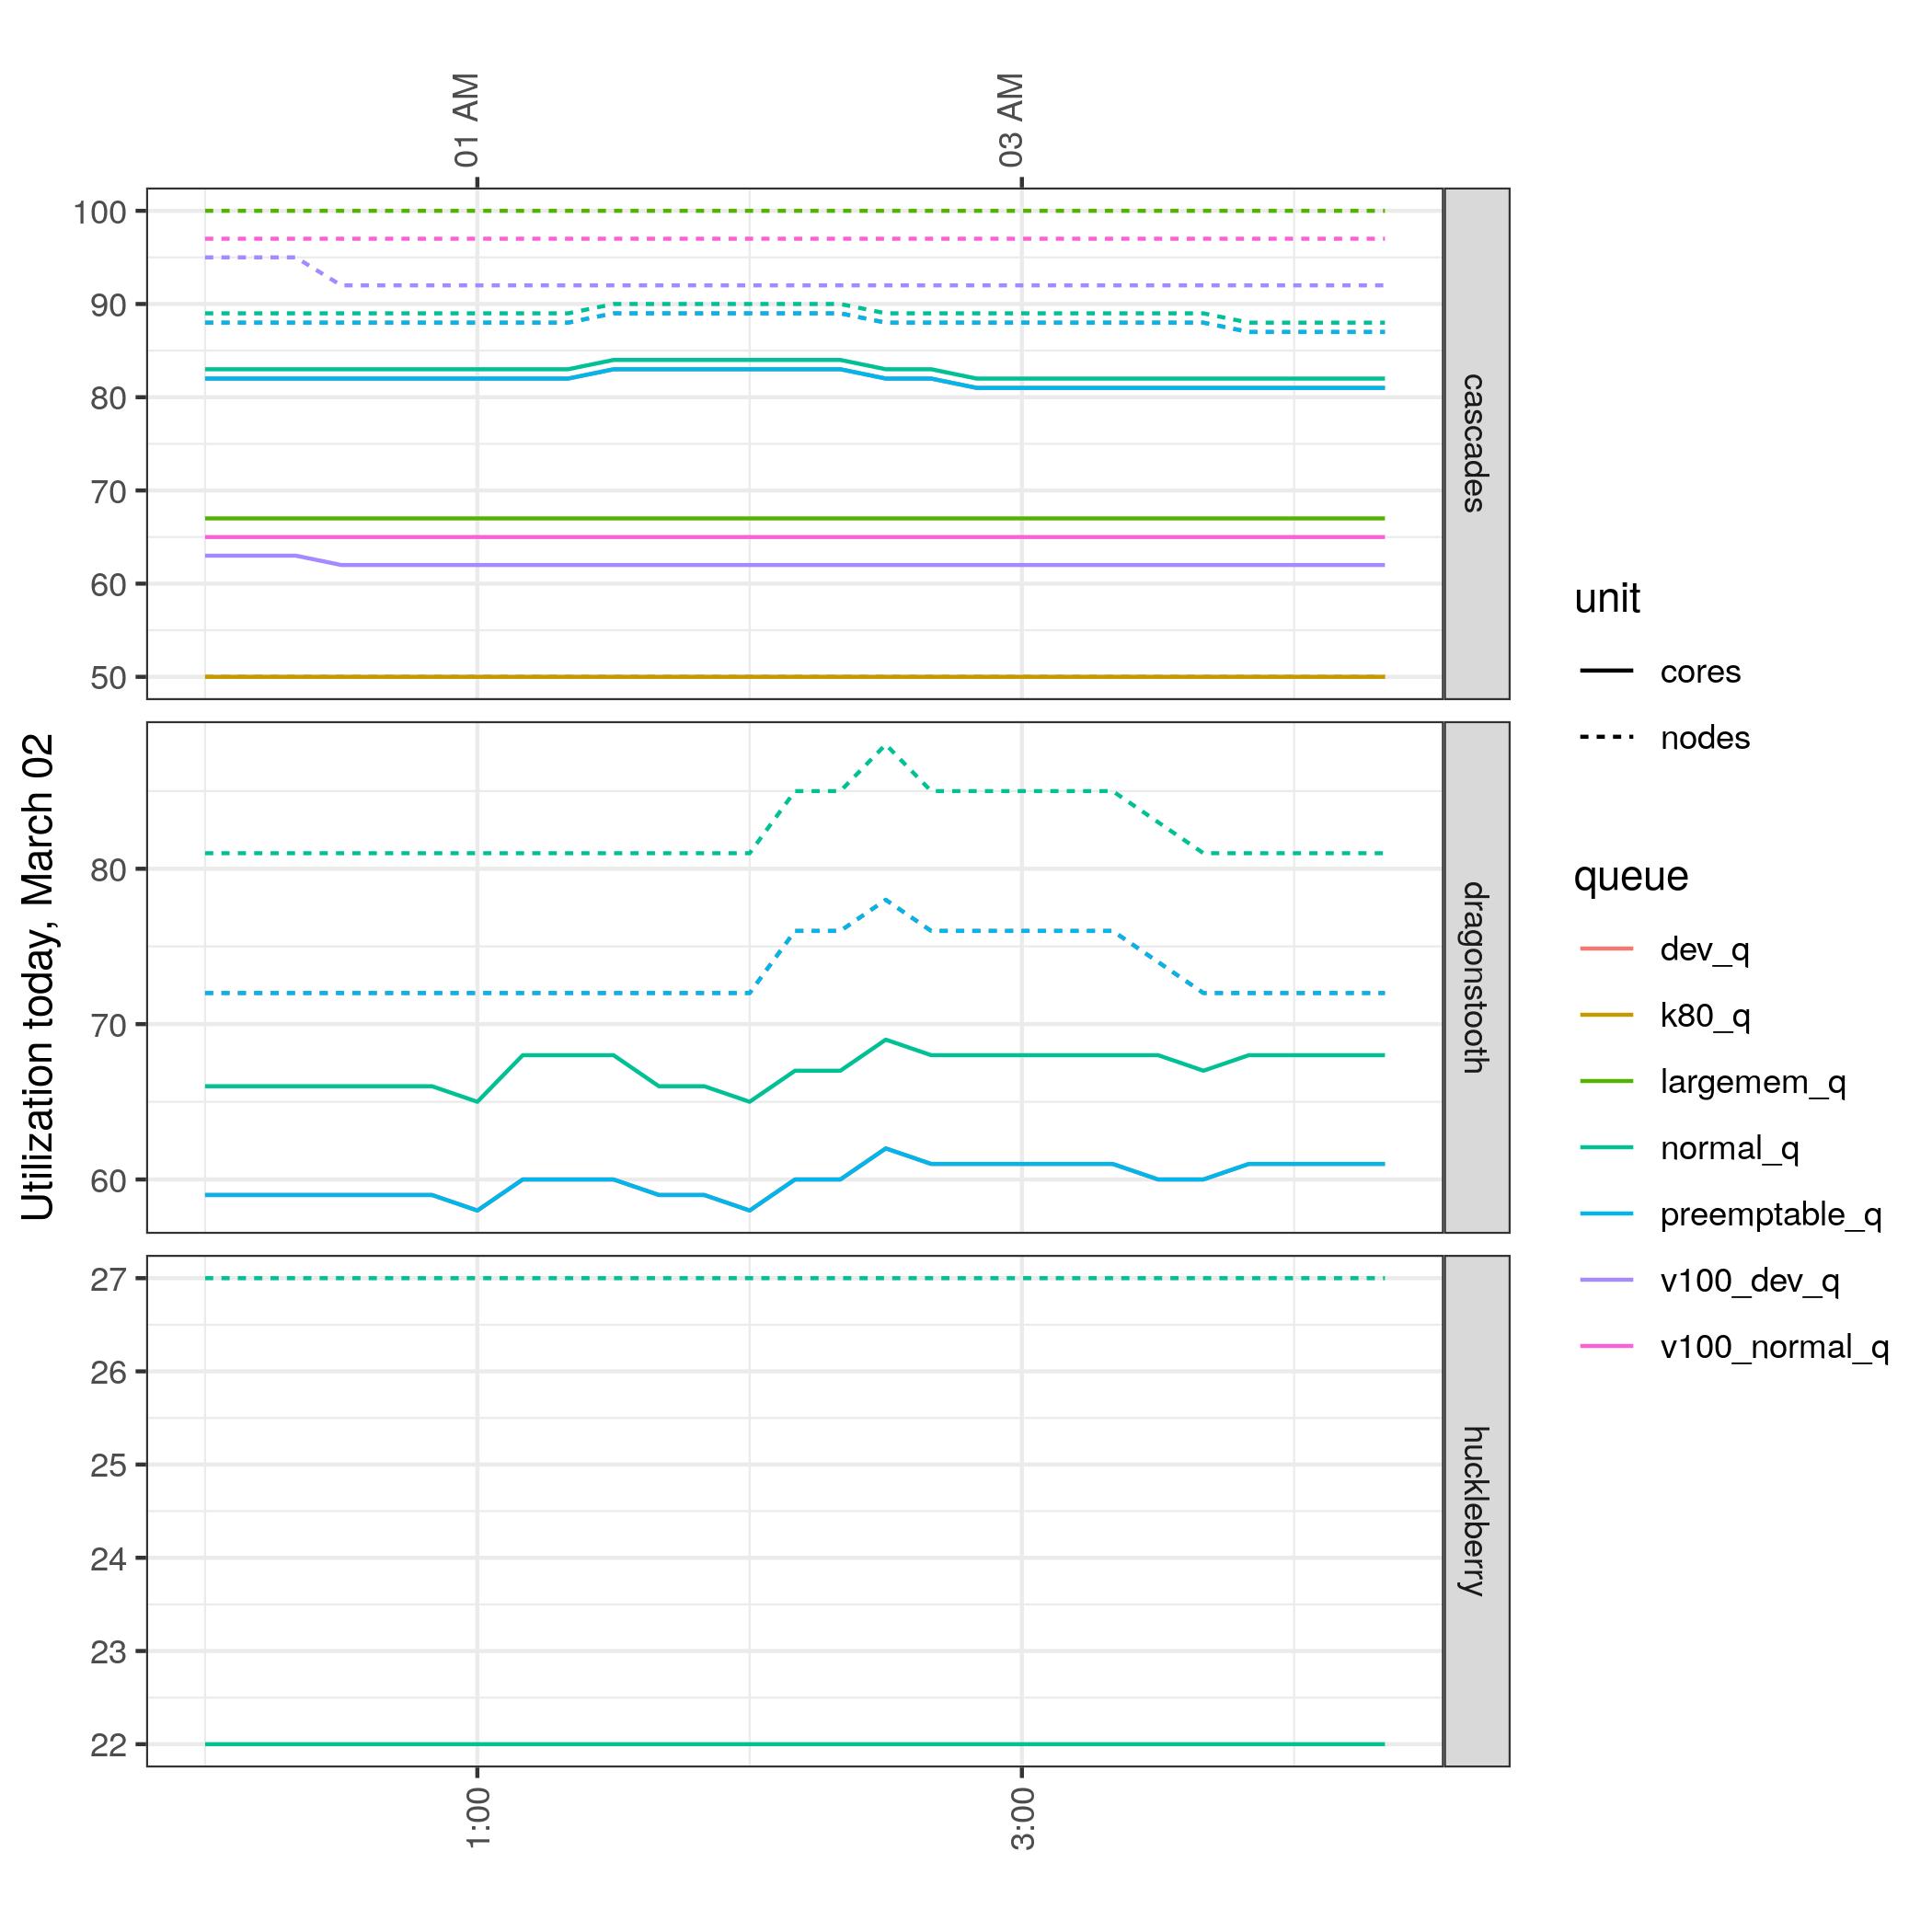 01 AM
03 AM
Utilization today, March 02
100
90
80
70
60
50
cascades
80
70
60
dragonstooth
27
26
25
24
23
22
huckleberry
1:00
3:00
unit
cores
nodes
queue
dev_q
k80_q
largemem_q
normal_q
preemptable_q
v100_dev_q
v100_normal_q